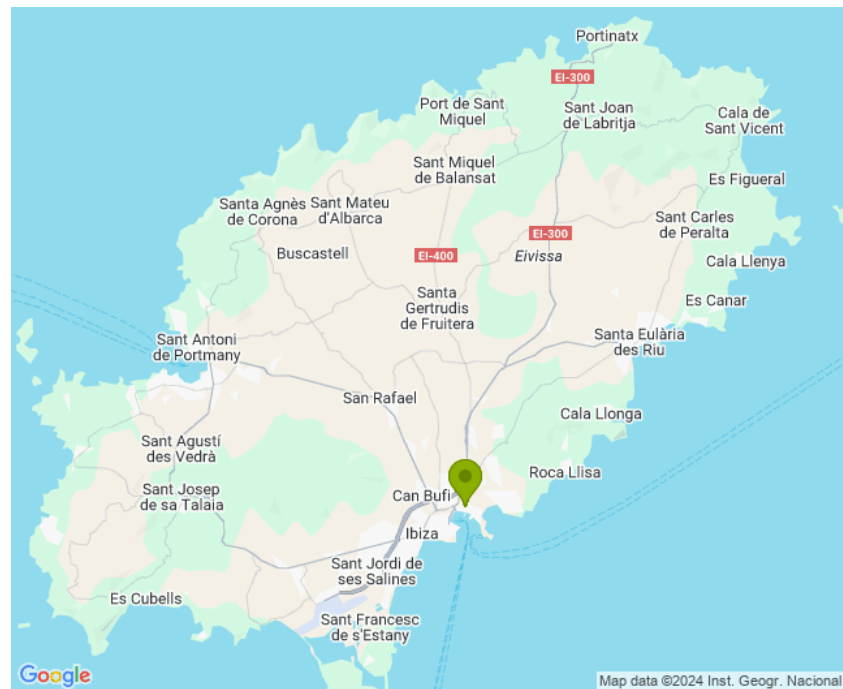 Portinatx
EI-300
Port de Sant
Miquel
Sant Joan
de Labritja
Cala de
Sant Vicent
Sant Miquel
de Balansat
Es Figueral
Santa Agnès
de Corona
Sant Mateu
d'Albarca
Sant Carles
de Peralta
EI-300
Buscastell
EI-400
Eivissa
Cala Llenya
Santa
Gertrudis
de Fruitera
Es Canar
Sant Antoni
de Portmany
Santa Eulària
des Riu
San Rafael
Cala Llonga
Sant Agustí
des Vedrà
Roca Llisa
Sant Josep
de sa Talaia
Can Bufí
Ibiza
Sant Jordi de
ses Salines
Es Cubells
Sant Francesc
de s'Estany
Google
Map data ©2024 Inst. Geogr. Nacional